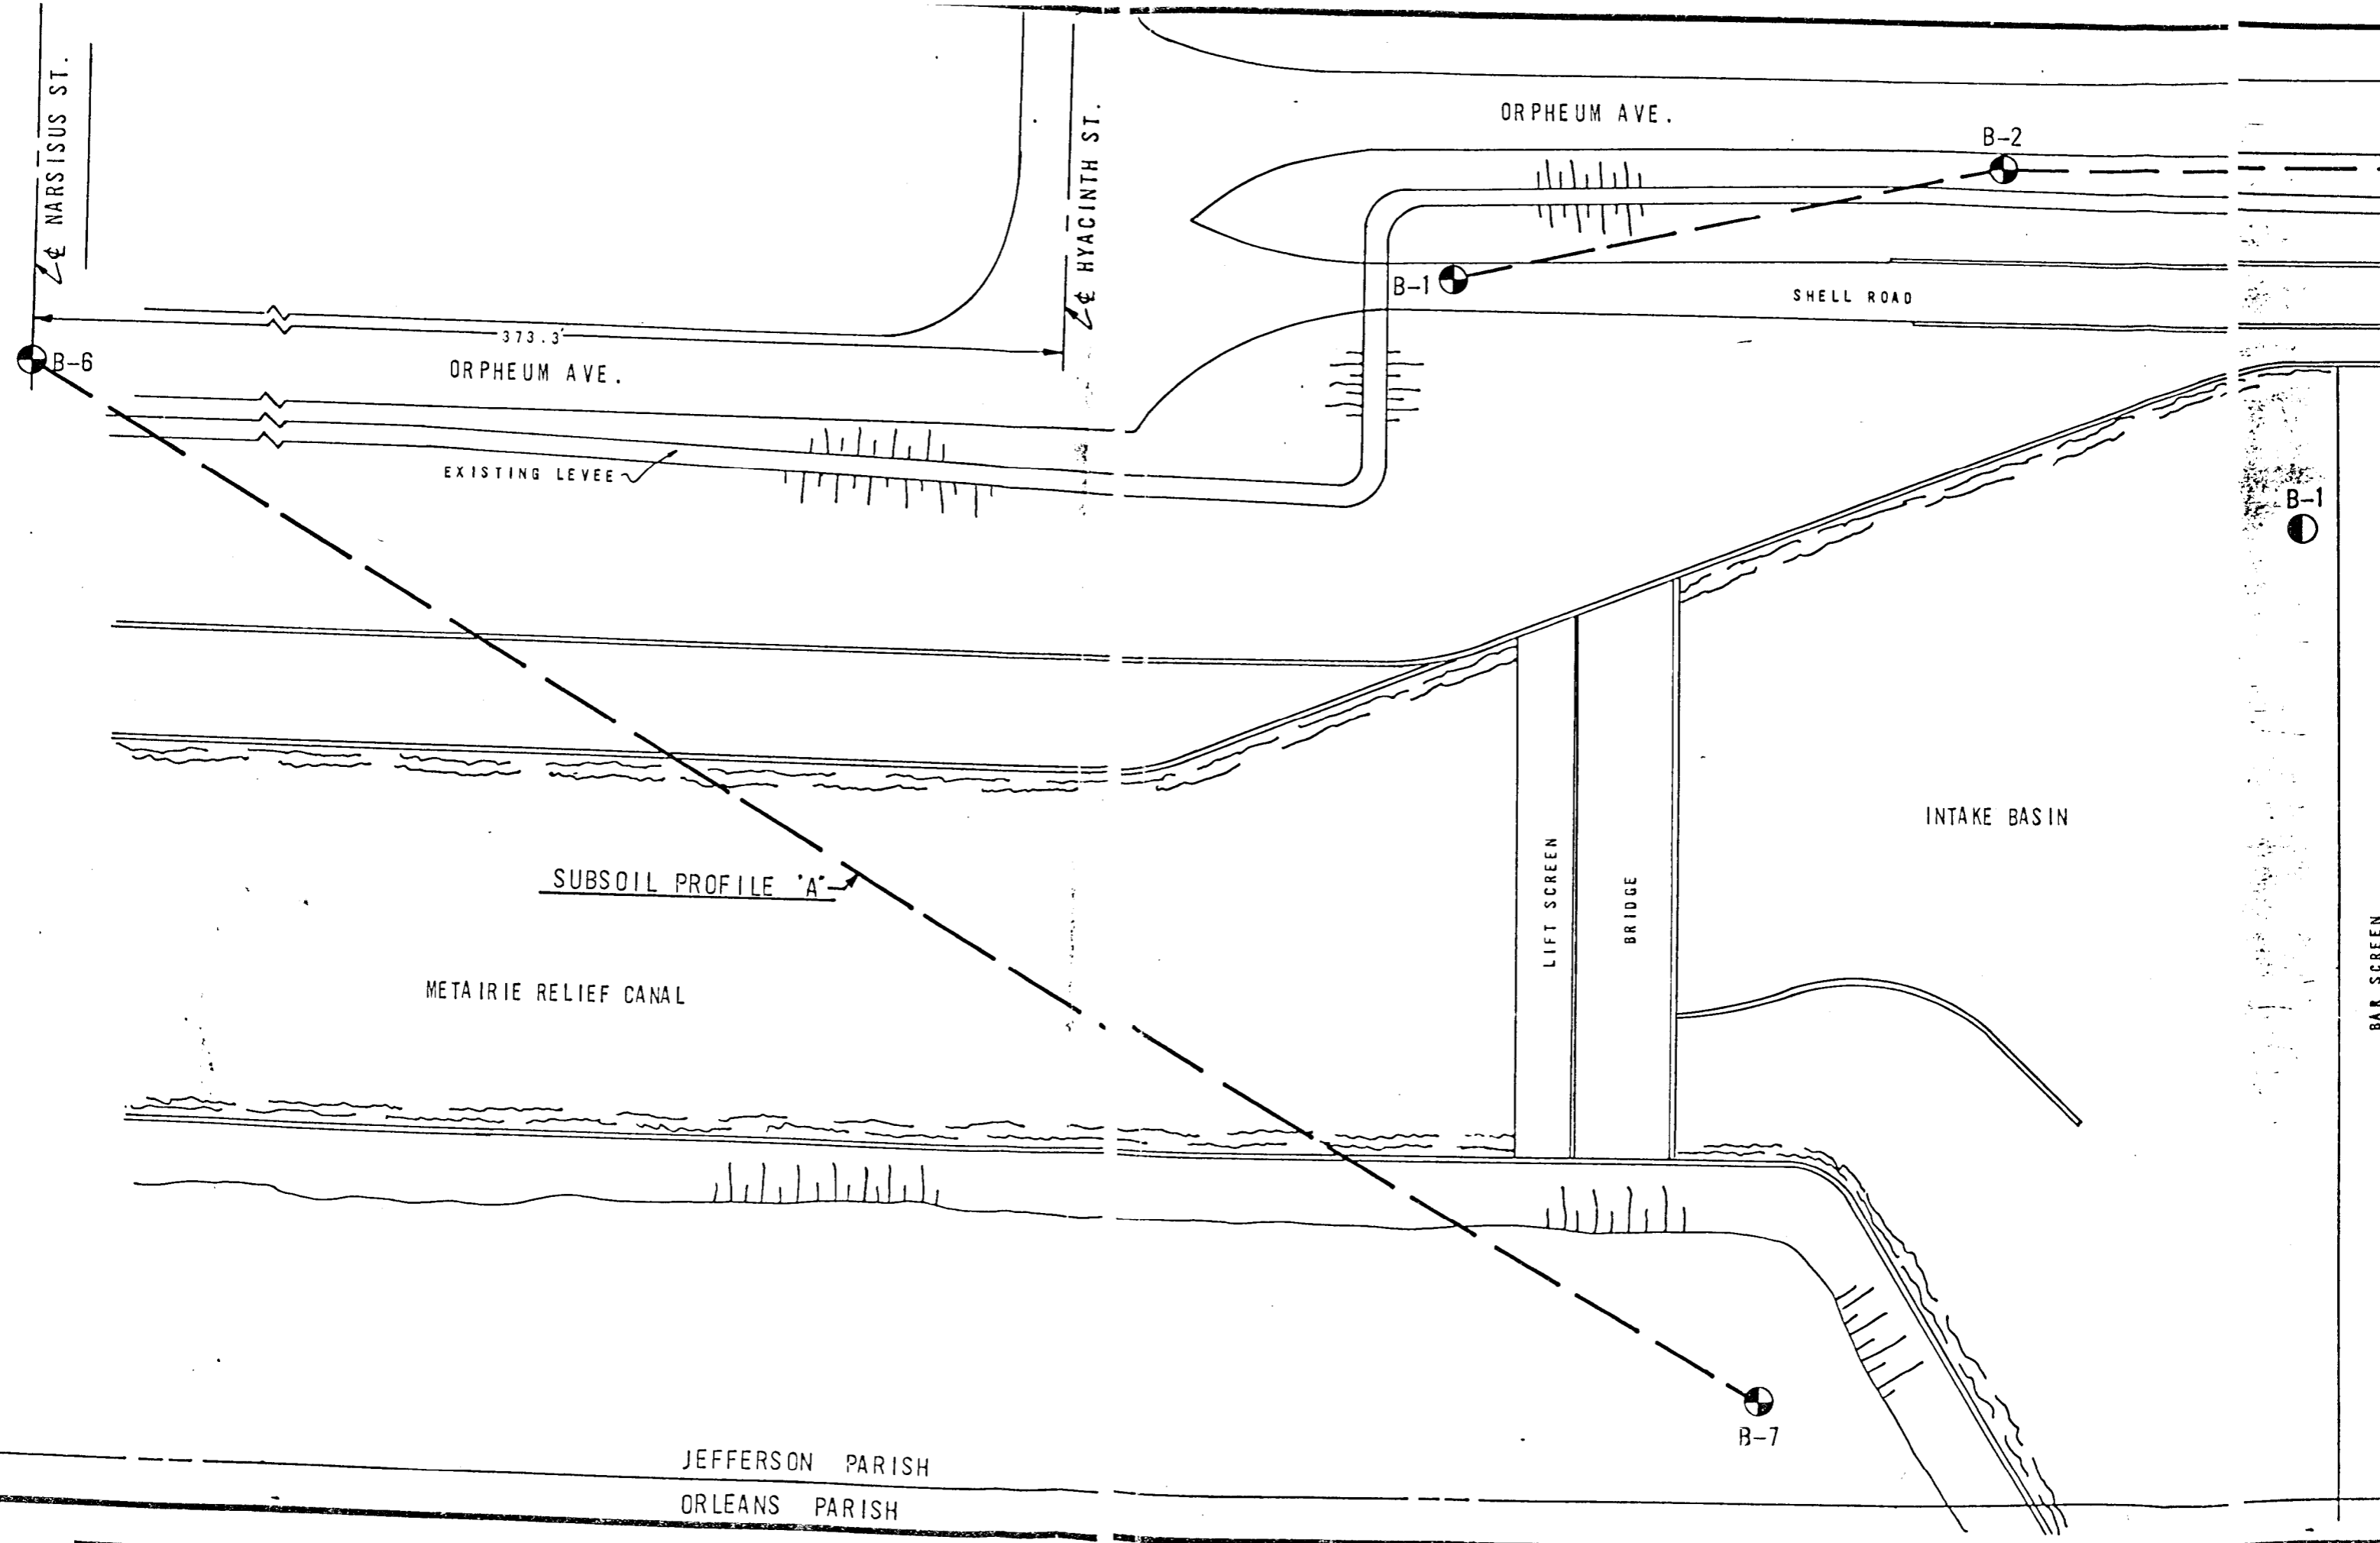 ℄ NARSISUS ST.
℄ HYACINTH ST.
ORPHEUM AVE.
B-2
B-1
SHELL ROAD
373.3'
B-6
ORPHEUM AVE.
EXISTING LEVEE
B-1
INTAKE BASIN
LIFT SCREEN
BRIDGE
BAR SCREEN
SUBSOIL PROFILE "A"
METAIRIE RELIEF CANAL
B-7
JEFFERSON PARISH
ORLEANS PARISH